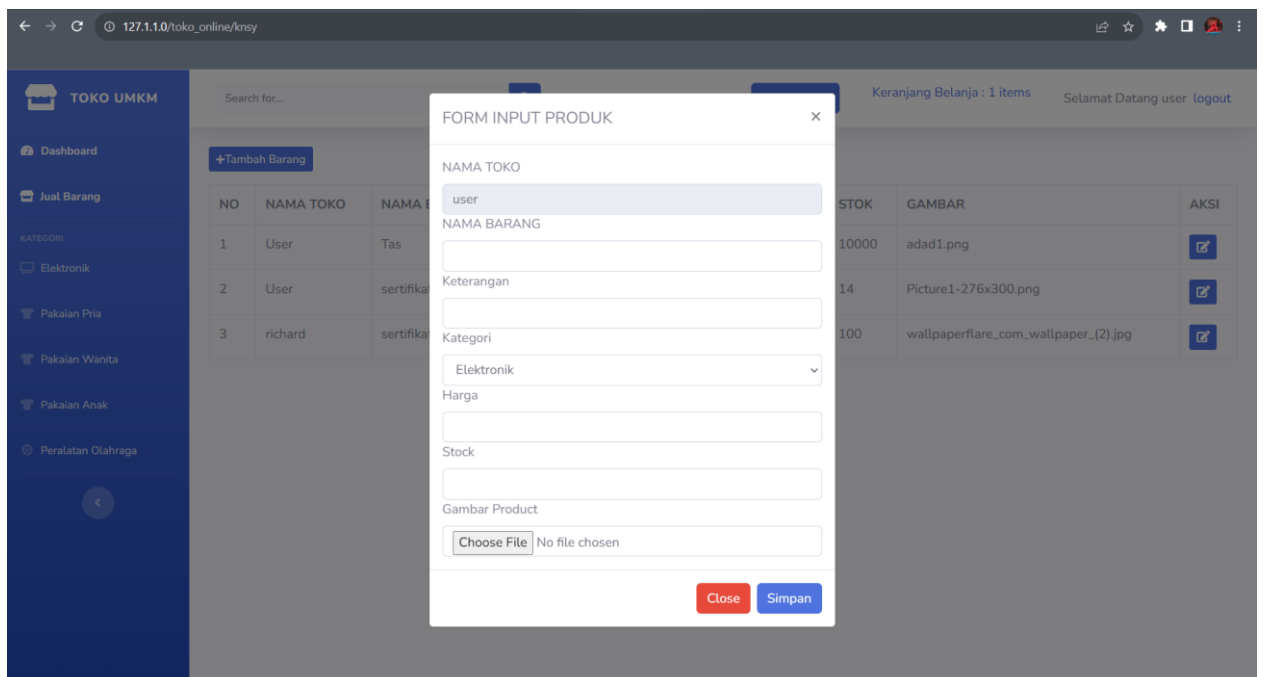 127.1.1.0/toko_online/knsy
TOKO UMKM
Search for...
Keranjang Belanja : 1 items
Selamat Datang user logout
Dashboard
Jual Barang
KATEGORI
Elektronik
Pakaian Pria
Pakaian Wanita
Pakaian Anak
Peralatan Olahraga
+Tambah Barang
NO NAMA TOKO NAMA STOK GAMBAR AKSI
1 User Tas 10000 adad1.png
2 User 14 Picture1-276x300.png
3 richard 100 wallpaperflare_com_wallpaper_(2).jpg
FORM INPUT PRODUK ×
NAMA TOKO
user
NAMA BARANG
Keterangan
Kategori
Elektronik
Harga
Stock
Gambar Product
Choose File No file chosen
Close Simpan